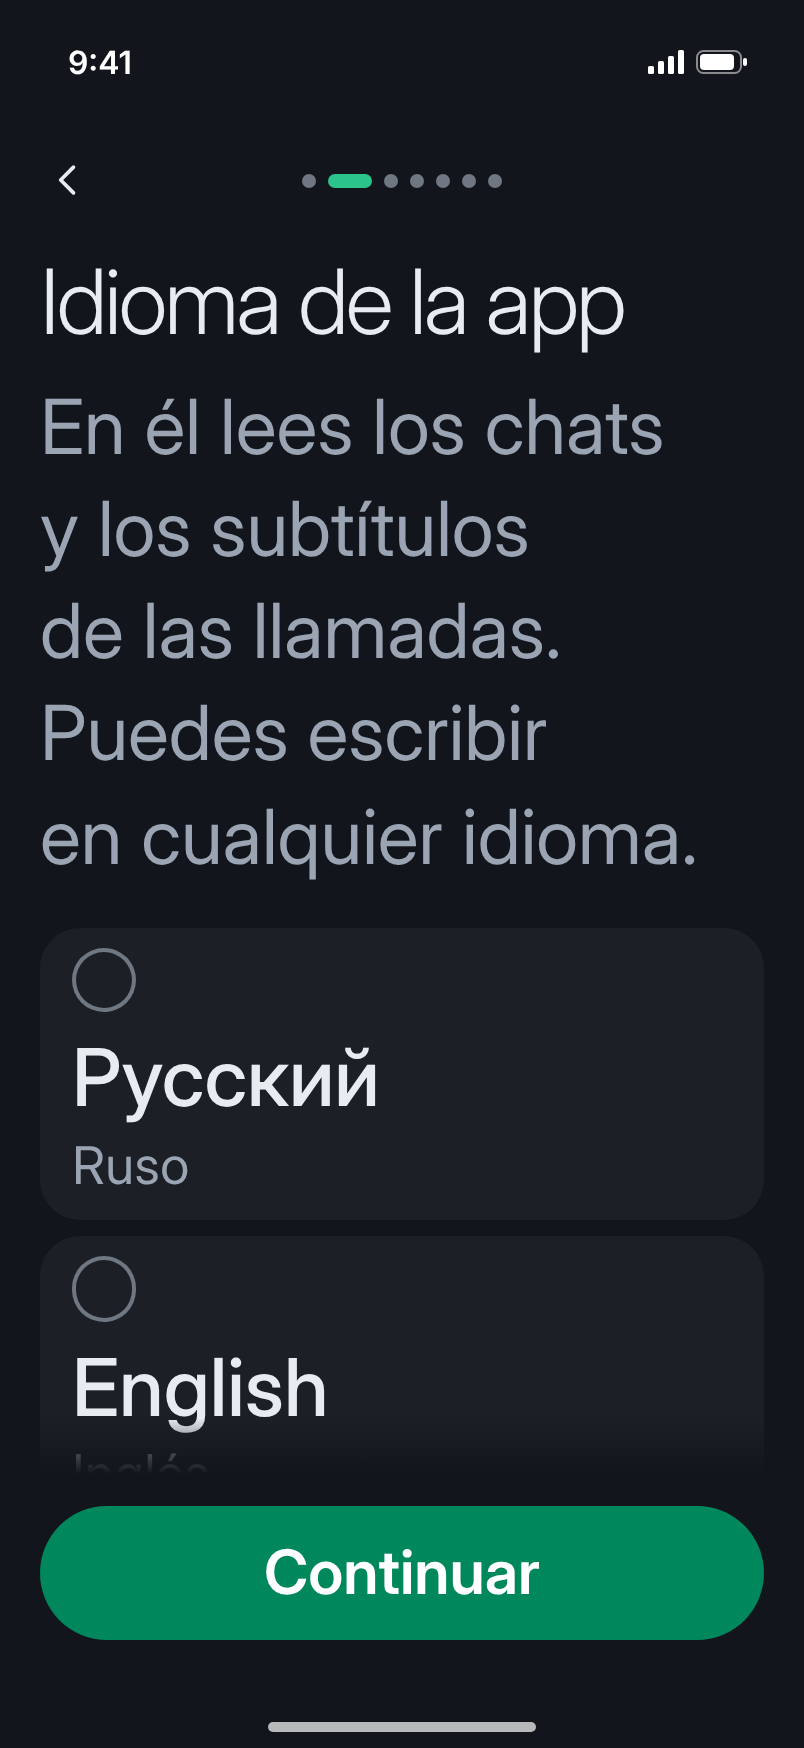 9:41
Idioma de la app
En él lees los chats
y los subtítulos
de las llamadas.
Puedes escribir
en cualquier idioma.
Русский
Ruso
English
Inglés
Continuar